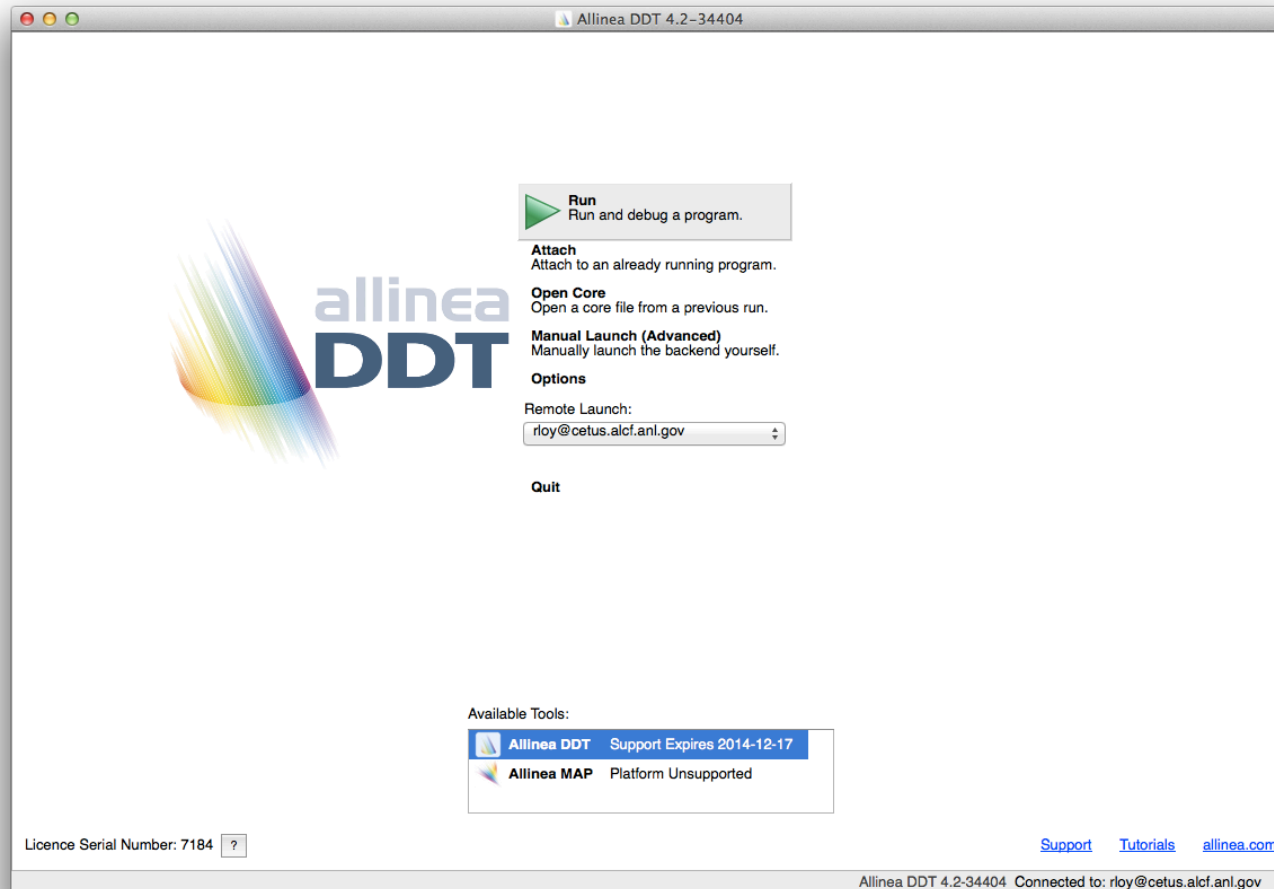 Allinea DDT 4.2-34404
allinea
DDT
Run
Run and debug a program.
Attach
Attach to an already running program.
Open Core
Open a core file from a previous run.
Manual Launch (Advanced)
Manually launch the backend yourself.
Options
Remote Launch:
rloy@cetus.alcf.anl.gov
Quit
Available Tools:
Allinea DDT Support Expires 2014-12-17
Allinea MAP Platform Unsupported
Licence Serial Number: 7184 ?
Support Tutorials allinea.com
Allinea DDT 4.2-34404 Connected to: rloy@cetus.alcf.anl.gov